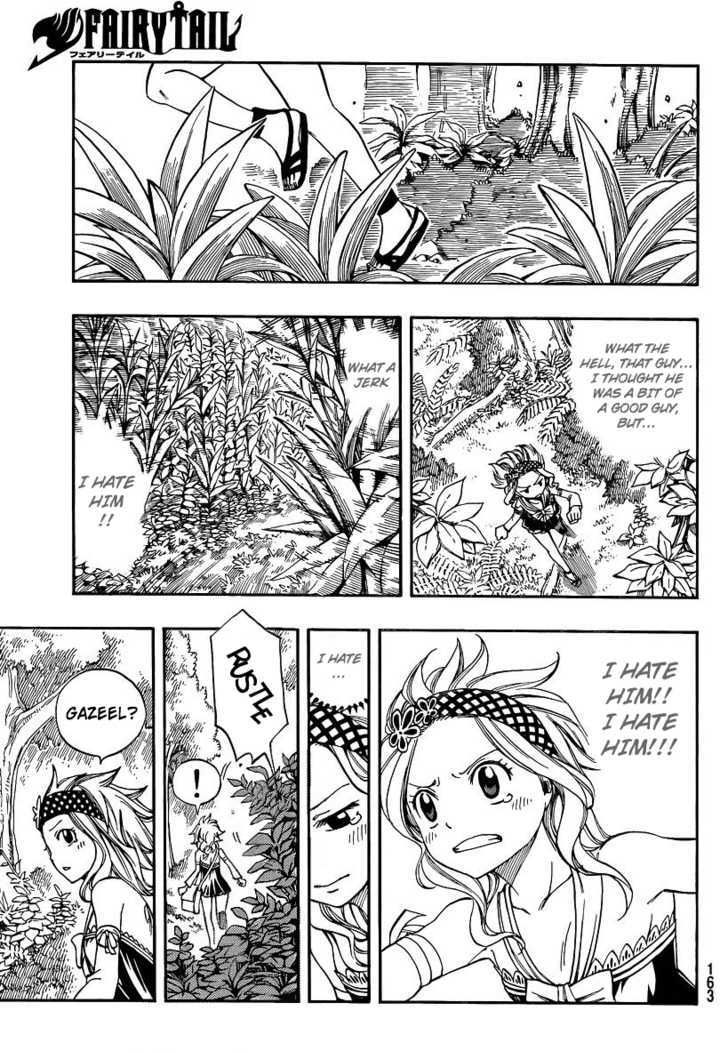 FAIRY TAIL
フェアリーテイル
WHAT THE
HELL, THAT GUY...
I THOUGHT HE
WAS A BIT OF
A GOOD GUY,
BUT...
WHAT A
JERK
I HATE
HIM
!!
I HATE
HIM!!
I HATE
HIM!!!
I HATE
...
RUSTLE
!
GAZEEL?
163